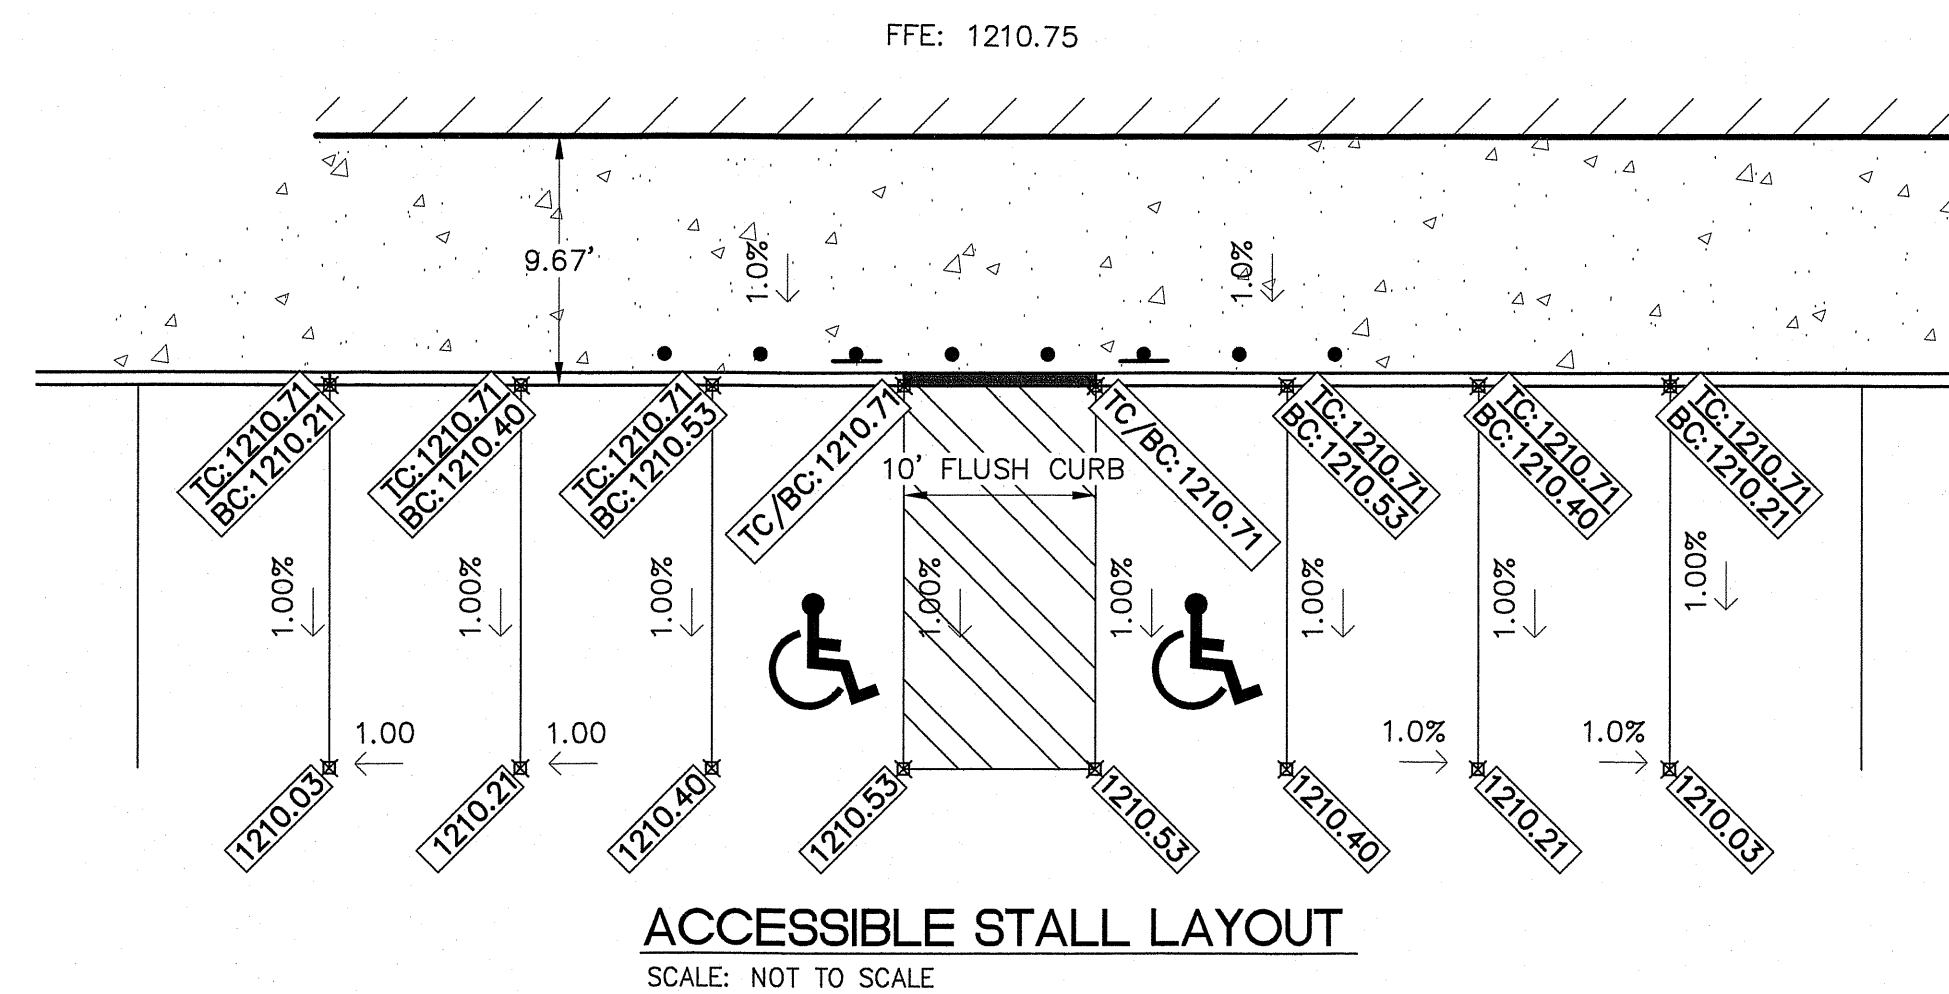 FFE: 1210.75
9.67'
1.0%
1.0%
TC: 1210.71
BC: 1210.21
TC: 1210.71
BC: 1210.40
TC: 1210.71
BC: 1210.53
TC/BC: 1210.71
10' FLUSH CURB
TC/BC: 1210.71
TC: 1210.71
BC: 1210.53
TC: 1210.71
BC: 1210.40
TC: 1210.71
BC: 1210.21
1.00%
1.00%
1.00%
1.00%
1.00%
1.00%
1.00%
1.00%
1.00
1.00
1.0%
1.0%
1210.03
1210.21
1210.40
1210.53
1210.53
1210.40
1210.21
1210.03
ACCESSIBLE STALL LAYOUT
SCALE: NOT TO SCALE